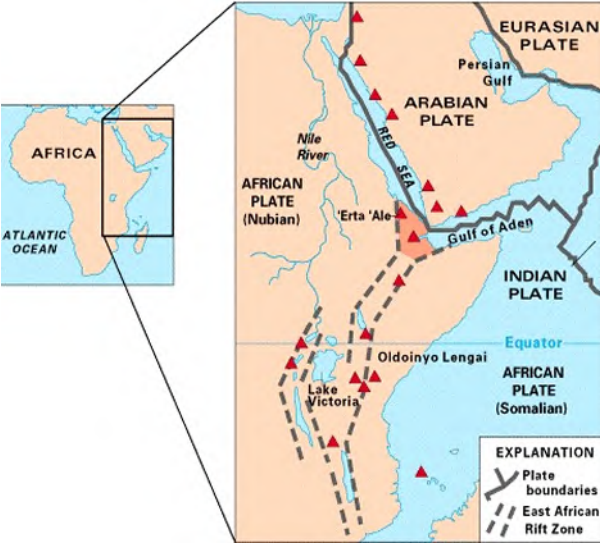 AFRICA
ATLANTIC
OCEAN
EURASIAN
PLATE
Persian
Gulf
ARABIAN
PLATE
RED SEA
Nile
River
AFRICAN
PLATE
(Nubian)
'Erta 'Ale
Gulf of Aden
INDIAN
PLATE
Equator
Oldoinyo Lengai
Lake
Victoria
AFRICAN
PLATE
(Somalian)
EXPLANATION
Plate
boundaries
East African
Rift Zone